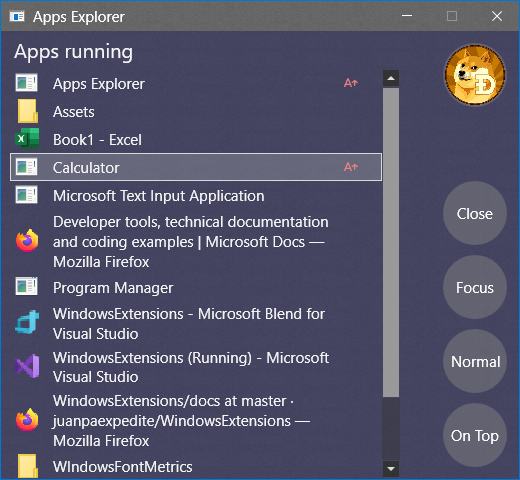 Apps Explorer
Apps running
Apps Explorer A↑
Assets
Book1 - Excel
Calculator A↑
Microsoft Text Input Application
Developer tools, technical documentation
and coding examples | Microsoft Docs —
Mozilla Firefox
Program Manager
WindowsExtensions - Microsoft Blend for
Visual Studio
WindowsExtensions (Running) - Microsoft
Visual Studio
WindowsExtensions/docs at master ·
juanpaexpedite/WindowsExtensions —
Mozilla Firefox
WIndowsFontMetrics
Close
Focus
Normal
On Top